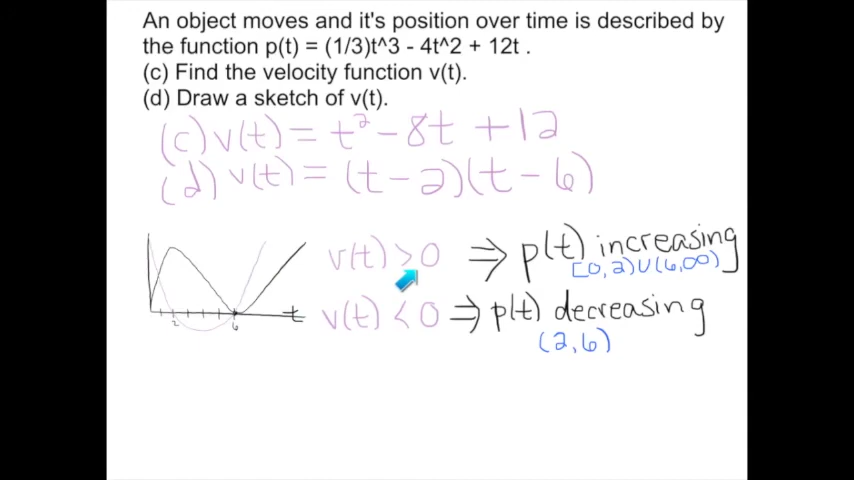 An object moves and it's position over time is described by
the function p(t) = (1/3)t^3 - 4t^2 + 12t .
(c) Find the velocity function v(t).
(d) Draw a sketch of v(t).
(c) v(t) = t² - 8t + 12
(d) v(t) = (t - 2)(t - 6)
v(t) > 0 ⇒ p(t) increasing
[0, 2) U (6, ∞)
v(t) < 0 ⇒ p(t) decreasing
(2, 6)
2 6 t